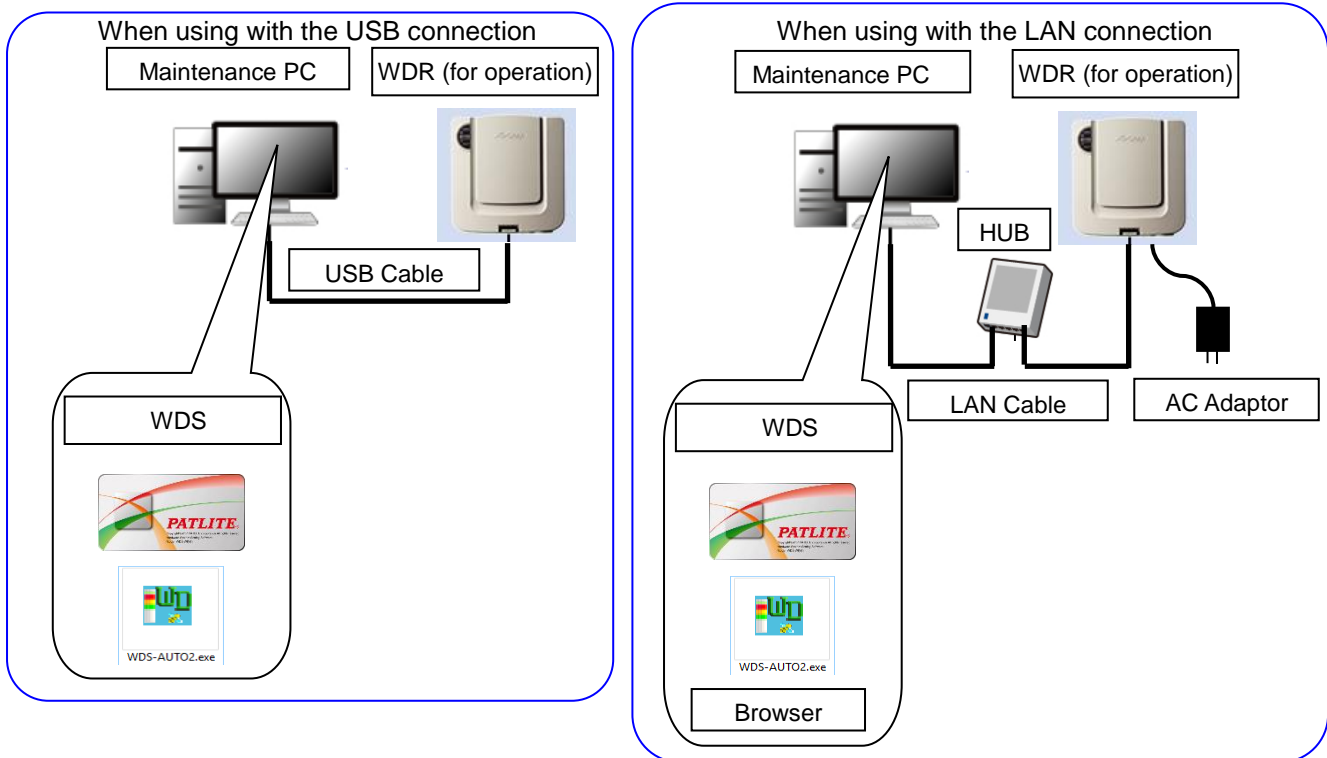 When using with the USB connection
Maintenance PC
WDR (for operation)
USB Cable
WDS
PATLITE
WDS-AUTO2.exe
When using with the LAN connection
Maintenance PC
WDR (for operation)
HUB
LAN Cable
AC Adaptor
WDS
PATLITE
WDS-AUTO2.exe
Browser